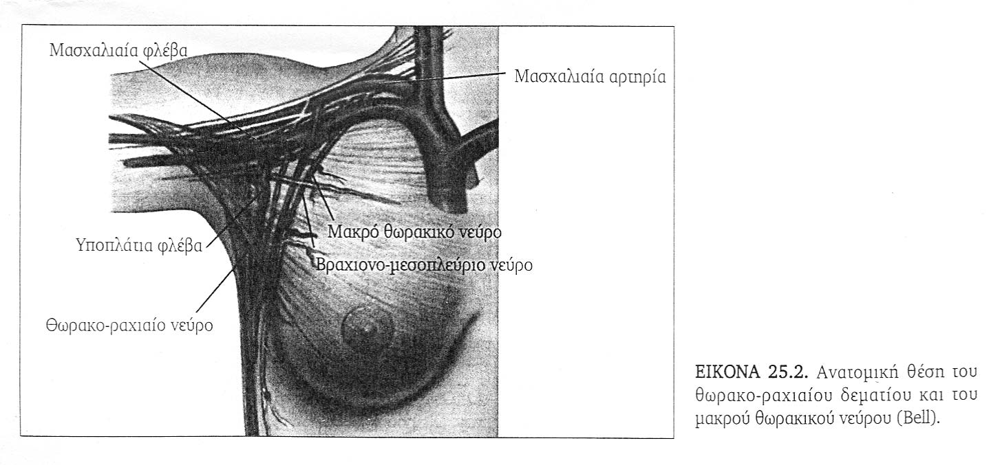 Μασχαλιαία φλέβα
Μασχαλιαία αρτηρία
Μακρό θωρακικό νεύρο
Υποπλάτια φλέβα
Βραχιονο-μεσοπλεύριο νεύρο
Θωρακο-ραχιαίο νεύρο
ΕΙΚΟΝΑ 25.2. Ανατομική θέση του
θωρακο-ραχιαίου δεματίου και του
μακρού θωρακικού νεύρου (Bell).